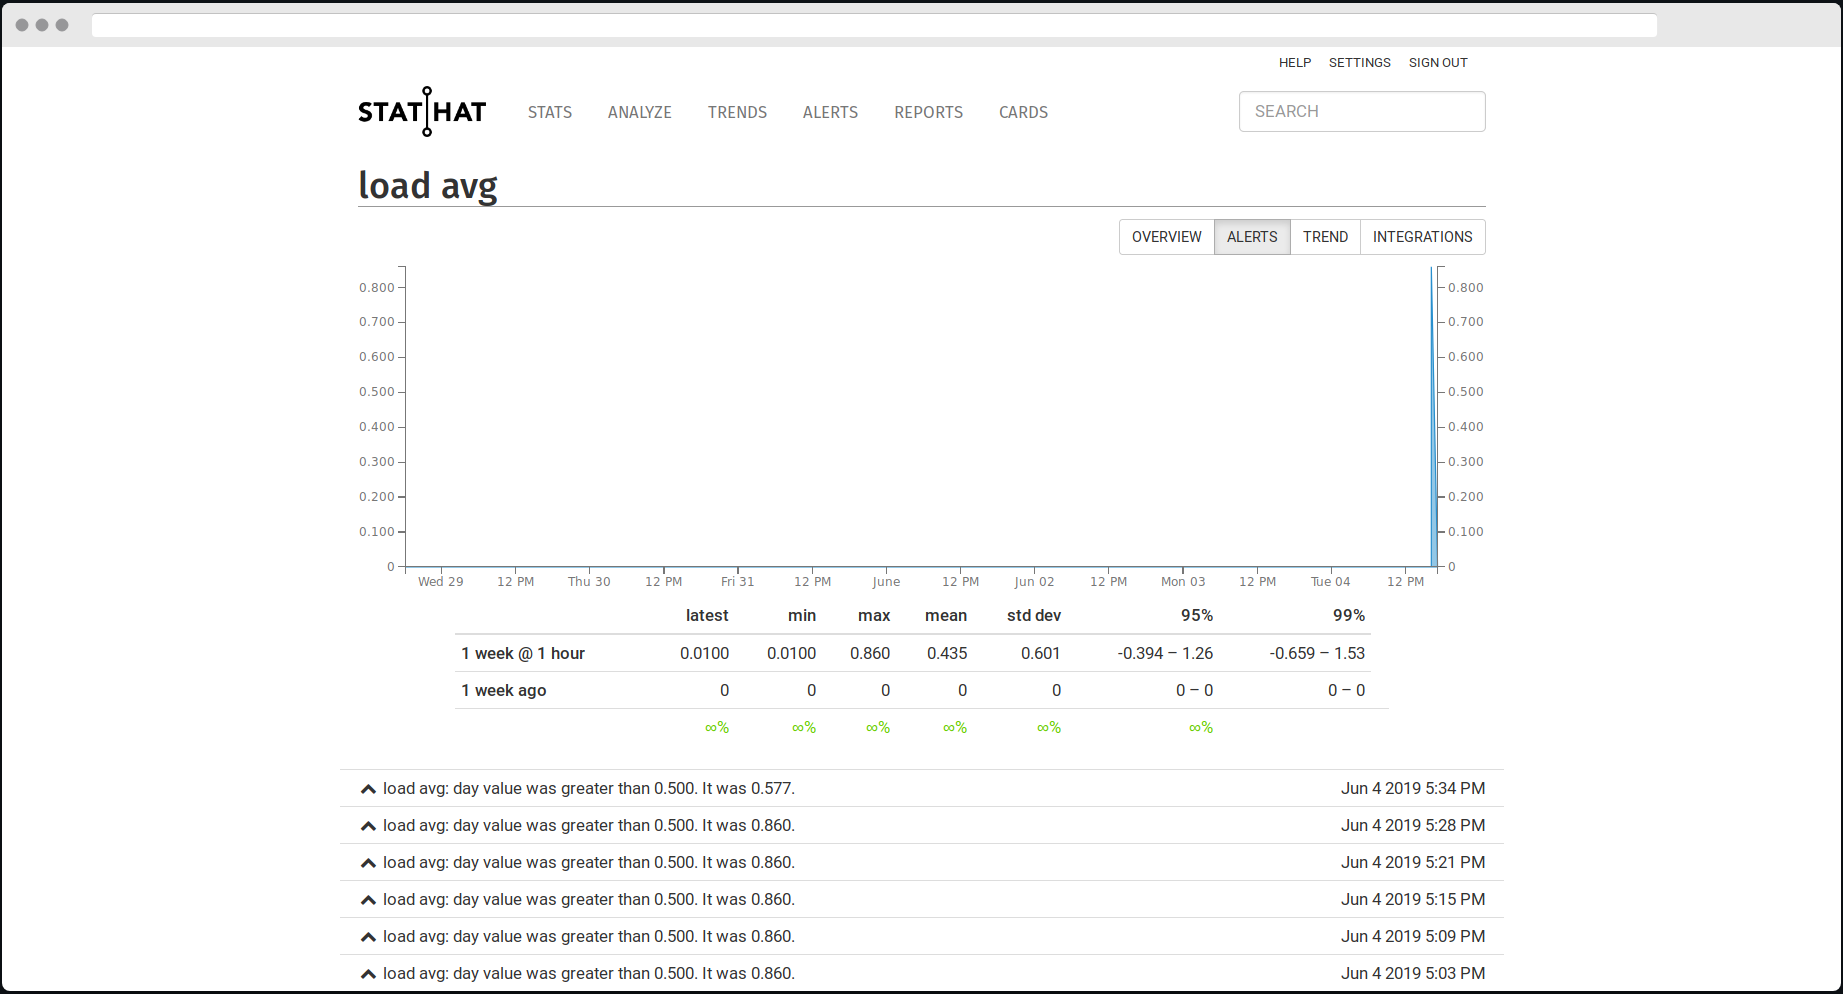 HELP SETTINGS SIGN OUT
STATHAT STATS ANALYZE TRENDS ALERTS REPORTS CARDS SEARCH
load avg
OVERVIEW ALERTS TREND INTEGRATIONS
0.800 0.800
0.700 0.700
0.600 0.600
0.500 0.500
0.400 0.400
0.300 0.300
0.200 0.200
0.100 0.100
0 0
Wed 29 12 PM Thu 30 12 PM Fri 31 12 PM June 12 PM Jun 02 12 PM Mon 03 12 PM Tue 04 12 PM
latest min max mean std dev 95% 99%
1 week @ 1 hour 0.0100 0.0100 0.860 0.435 0.601 -0.394 – 1.26 -0.659 – 1.53
1 week ago 0 0 0 0 0 0 – 0 0 – 0
∞% ∞% ∞% ∞% ∞% ∞%
load avg: day value was greater than 0.500. It was 0.577. Jun 4 2019 5:34 PM
load avg: day value was greater than 0.500. It was 0.860. Jun 4 2019 5:28 PM
load avg: day value was greater than 0.500. It was 0.860. Jun 4 2019 5:21 PM
load avg: day value was greater than 0.500. It was 0.860. Jun 4 2019 5:15 PM
load avg: day value was greater than 0.500. It was 0.860. Jun 4 2019 5:09 PM
load avg: day value was greater than 0.500. It was 0.860. Jun 4 2019 5:03 PM